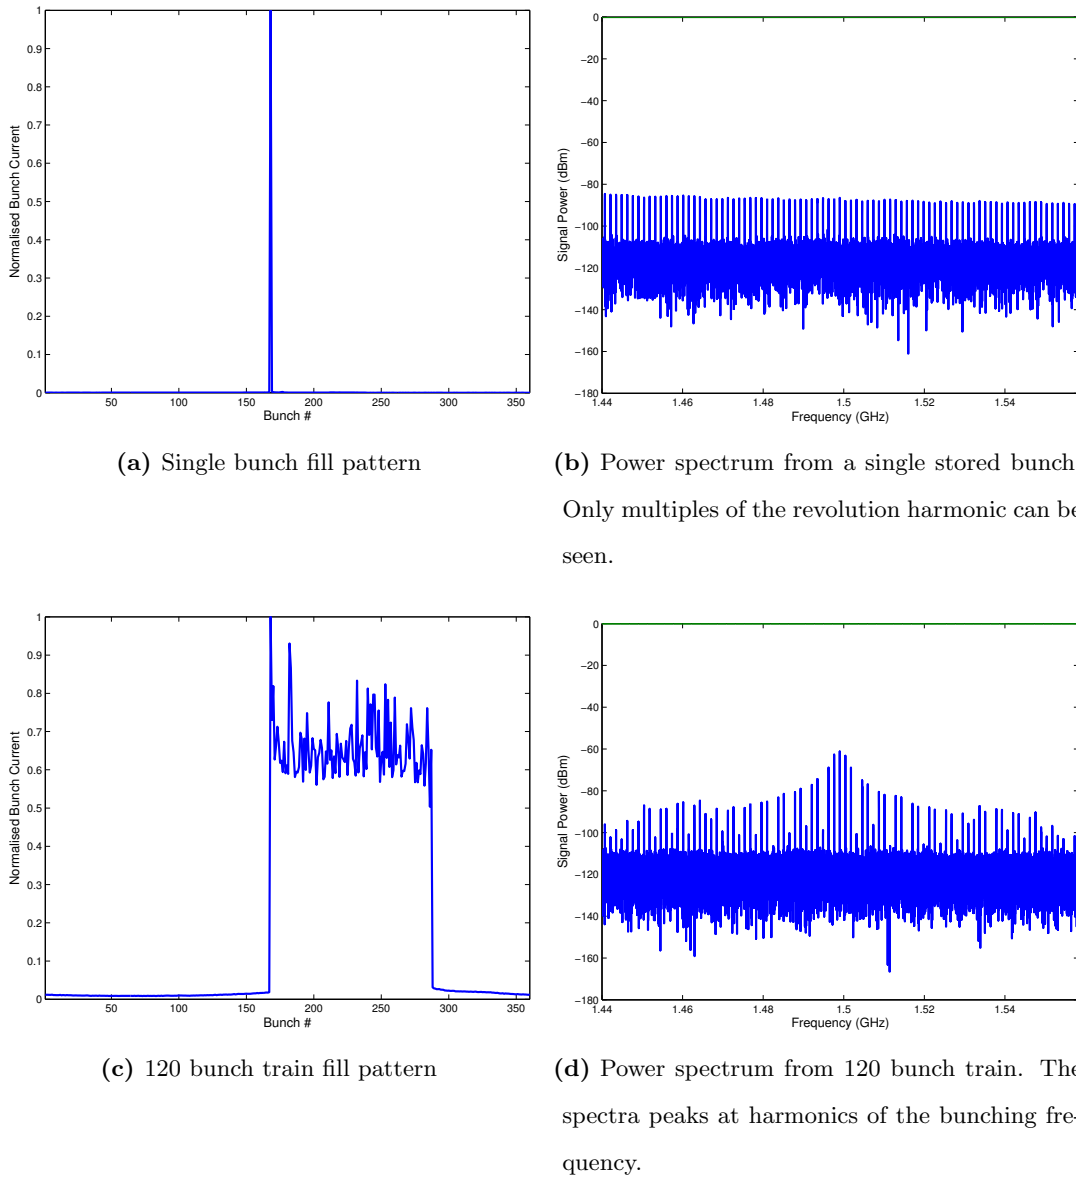 1
0.9
0.8
0.7
0.6
0.5
0.4
0.3
0.2
0.1
0
Normalised Bunch Current
50 100 150 200 250 300 350
Bunch #
0
−20
−40
−60
−80
−100
−120
−140
−160
−180
Signal Power (dBm)
1.44 1.46 1.48 1.5 1.52 1.54
Frequency (GHz)
(a) Single bunch fill pattern
(b) Power spectrum from a single stored bunch
Only multiples of the revolution harmonic can be
seen.
1
0.9
0.8
0.7
0.6
0.5
0.4
0.3
0.2
0.1
0
Normalised Bunch Current
50 100 150 200 250 300 350
Bunch #
0
−20
−40
−60
−80
−100
−120
−140
−160
−180
Signal Power (dBm)
1.44 1.46 1.48 1.5 1.52 1.54
Frequency (GHz)
(c) 120 bunch train fill pattern
(d) Power spectrum from 120 bunch train. The
spectra peaks at harmonics of the bunching fre-
quency.